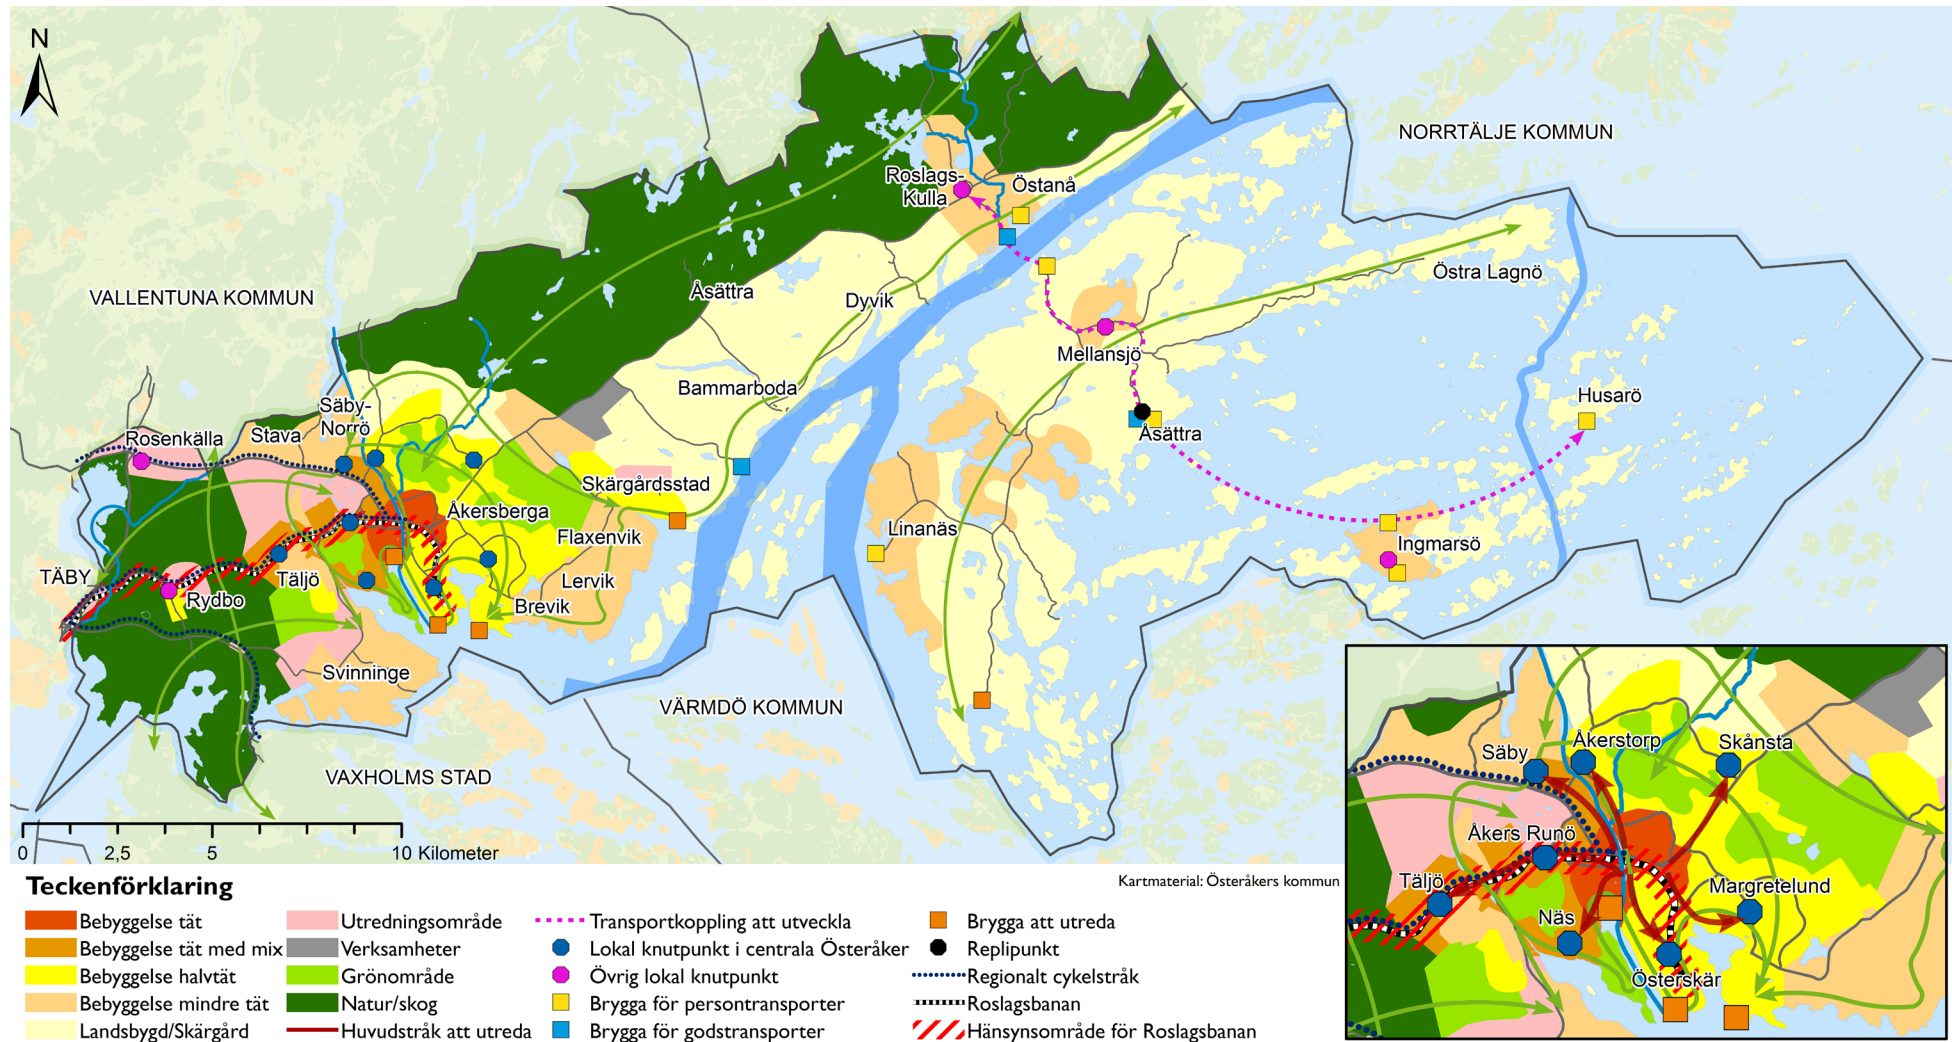 N
NORRTÄLJE KOMMUN
Roslags-
Kulla
Östanå
Östra Lagnö
VALLENTUNA KOMMUN
Åsättra
Dyvik
Mellansjö
Bammarboda
Husarö
Säby-
Norrö
Rosenkälla
Stava
Åsättra
Skärgårdsstad
Åkersberga
Linanäs
Flaxenvik
Ingmarsö
TÄBY
Täljö
Lervik
Rydbo
Brevik
Svinninge
VÄRMDÖ KOMMUN
VAXHOLMS STAD
Säby
Åkerstorp
Skånsta
Åkers Runö
Täljö
Margretelund
Näs
Österskär
0 2,5 5 10 Kilometer
Kartmaterial: Österåkers kommun
Teckenförklaring
Bebyggelse tät
Bebyggelse tät med mix
Bebyggelse halvtät
Bebyggelse mindre tät
Landsbygd/Skärgård
Utredningsområde
Verksamheter
Grönområde
Natur/skog
Huvudstråk att utreda
Transportkoppling att utveckla
Lokal knutpunkt i centrala Österåker
Övrig lokal knutpunkt
Brygga för persontransporter
Brygga för godstransporter
Brygga att utreda
Replipunkt
Regionalt cykelstråk
Roslagsbanan
Hänsynsområde för Roslagsbanan